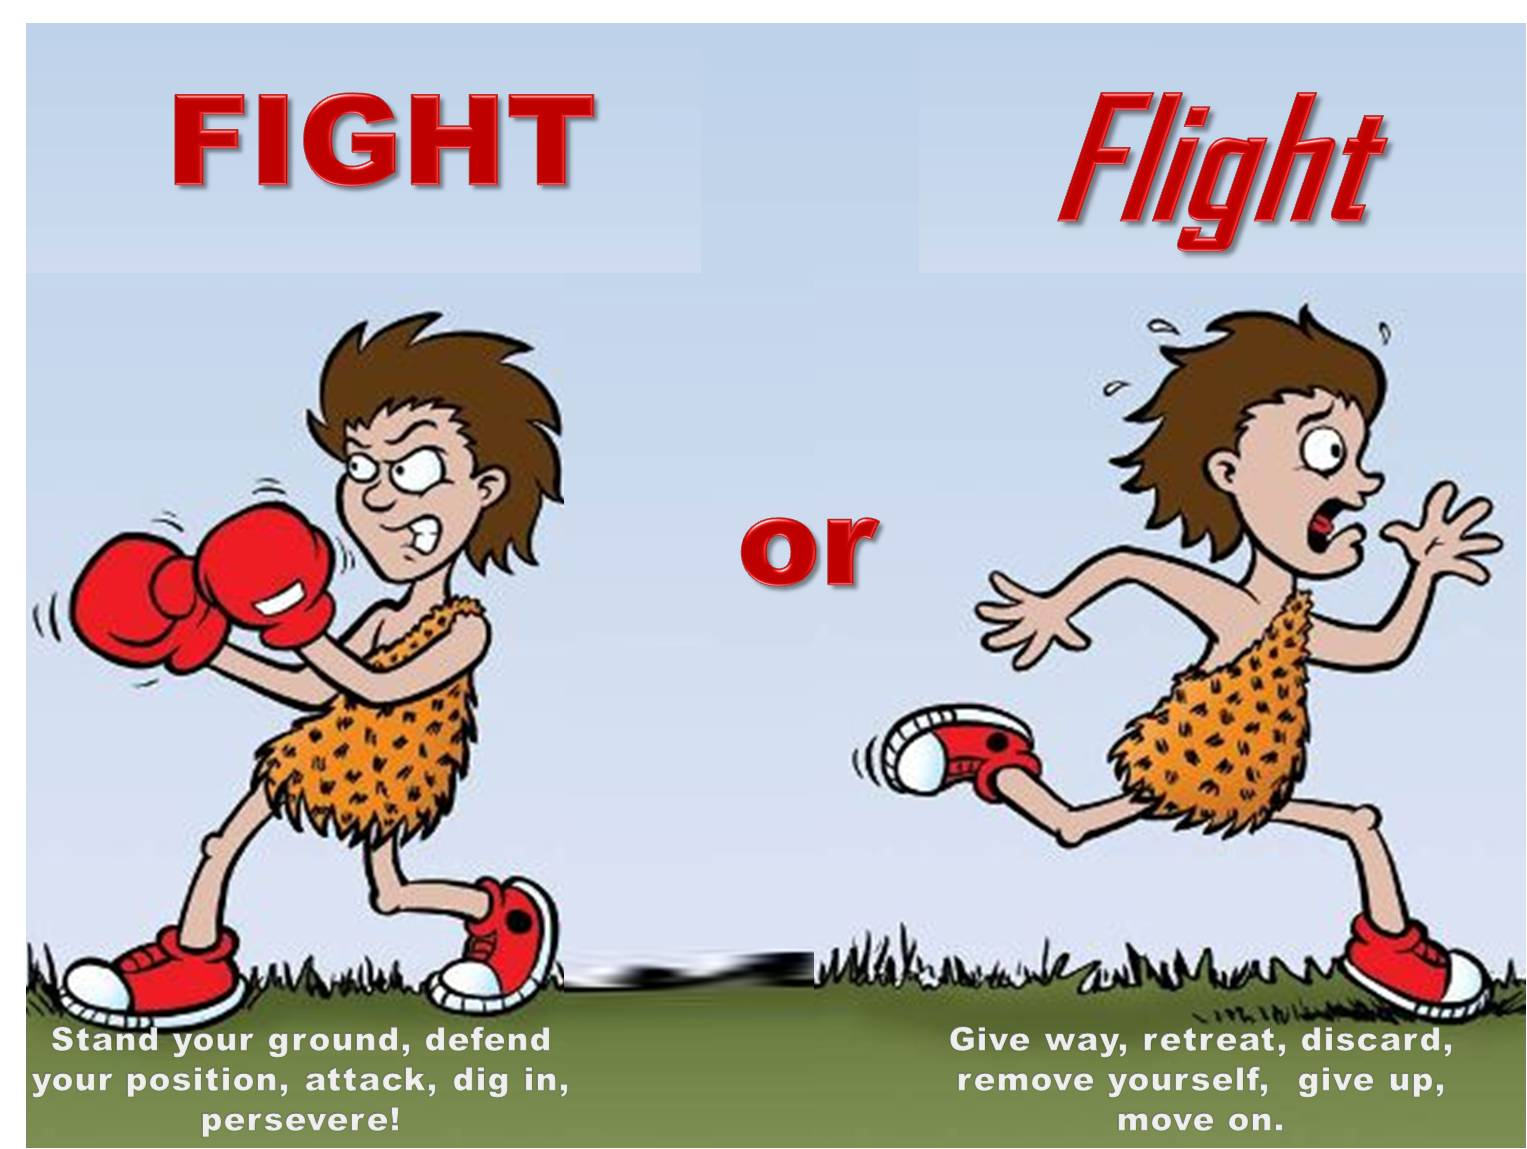 FIGHT
Flight
or
Stand your ground, defend
your position, attack, dig in,
persevere!
Give way, retreat, discard,
remove yourself,  give up,
move on.